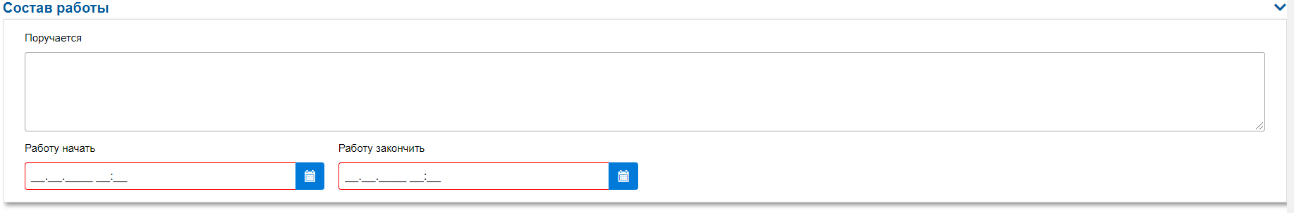 Состав работы
Поручается
Работу начать Работу закончить
__.__.____ __:__ __.__.____ __:__